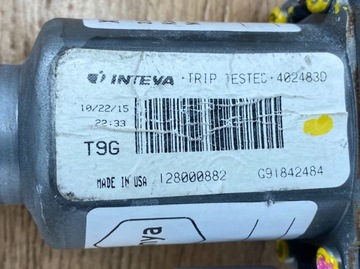 INTEVA · TRIP TESTED · 402483D
10/22/15
22:33
T9G
MADE IN USA 128000882 G91842484